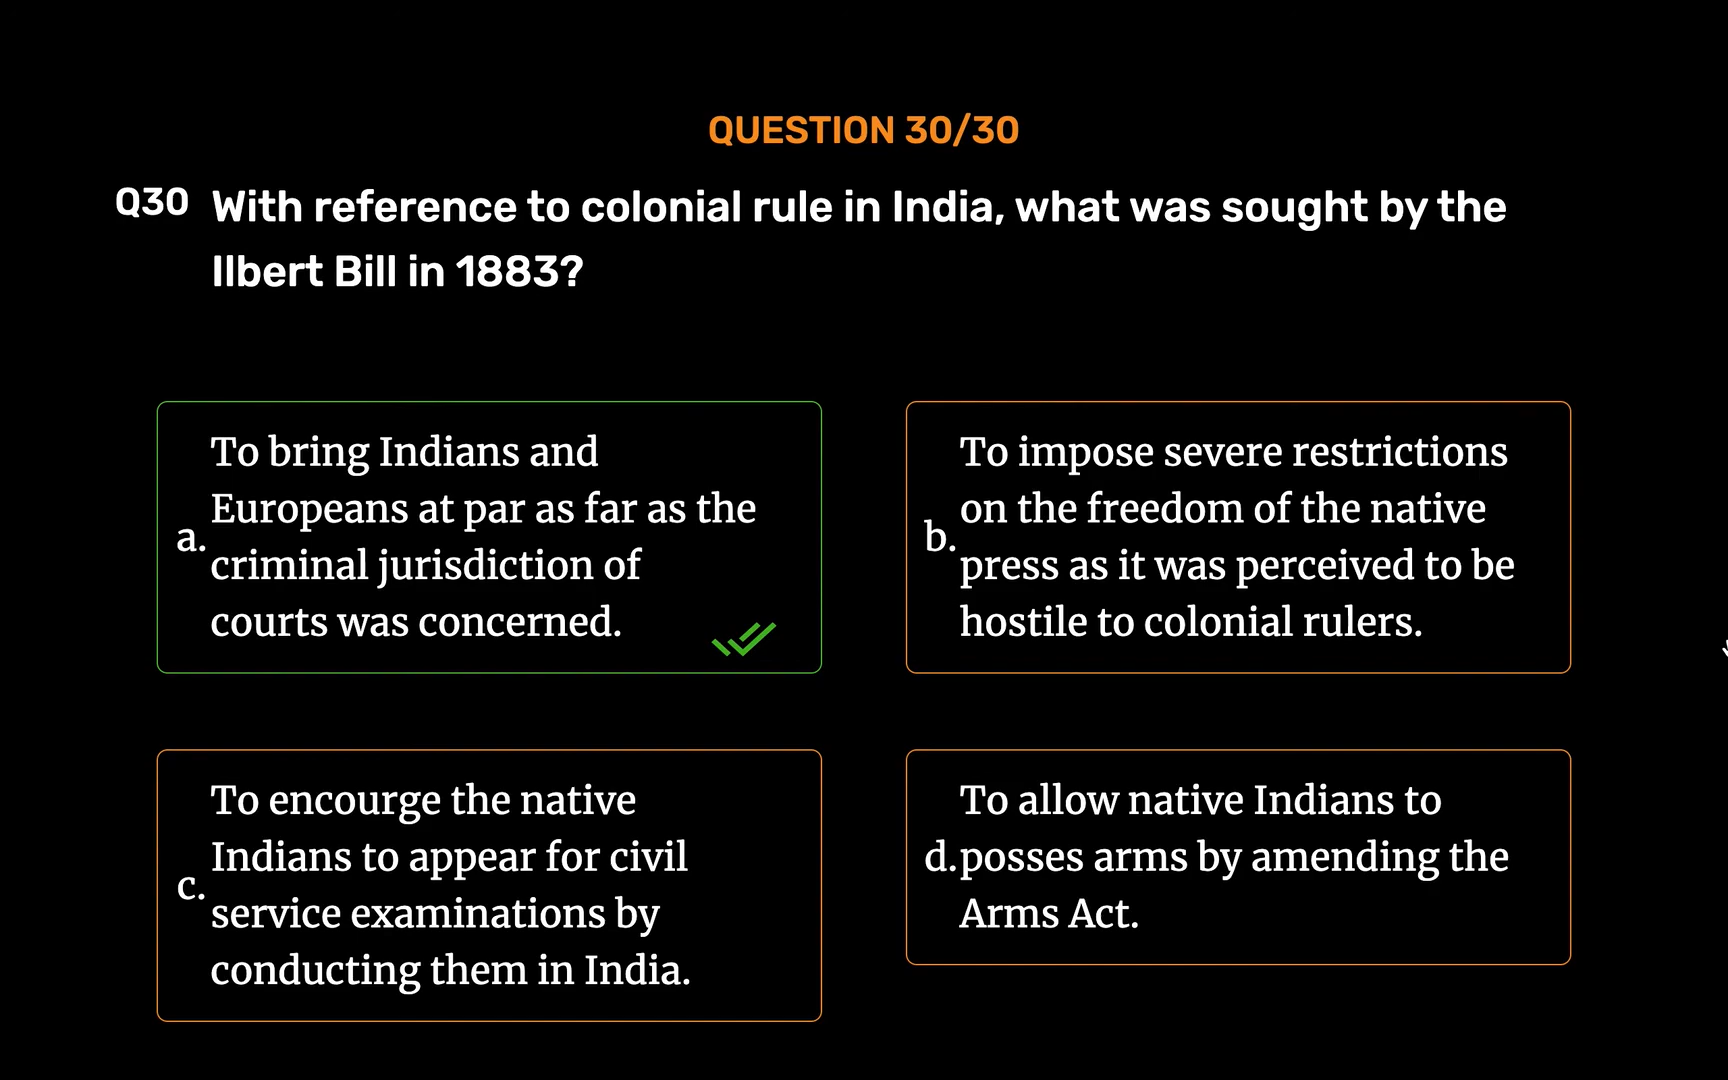 QUESTION 30/30
Q30 With reference to colonial rule in India, what was sought by the
Ilbert Bill in 1883?
a. To bring Indians and
Europeans at par as far as the
criminal jurisdiction of
courts was concerned.
b. To impose severe restrictions
on the freedom of the native
press as it was perceived to be
hostile to colonial rulers.
c. To encourge the native
Indians to appear for civil
service examinations by
conducting them in India.
d. To allow native Indians to
posses arms by amending the
Arms Act.